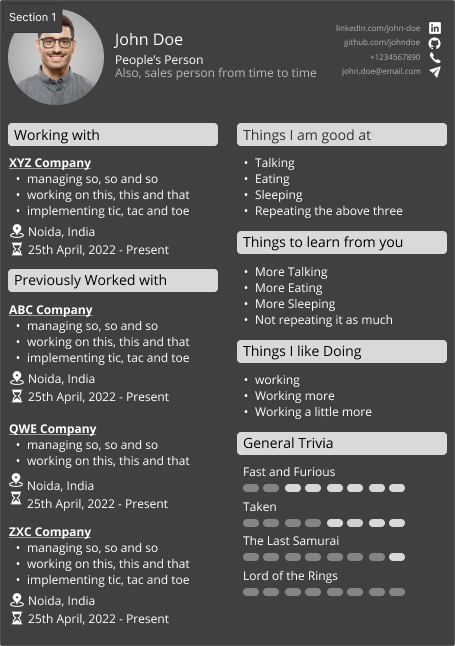 Section 1
John Doe
People's Person
Also, sales person from time to time
linkedin.com/john-doe
github.com/johndoe
+1234567890
john.doe@email.com
Working with
XYZ Company
• managing so, so and so
• working on this, this and that
• implementing tic, tac and toe
Noida, India
25th April, 2022 - Present
Previously Worked with
ABC Company
• managing so, so and so
• working on this, this and that
• implementing tic, tac and toe
Noida, India
25th April, 2022 - Present
QWE Company
• managing so, so and so
• working on this, this and that
Noida, India
25th April, 2022 - Present
ZXC Company
• managing so, so and so
• working on this, this and that
• implementing tic, tac and toe
Noida, India
25th April, 2022 - Present
Things I am good at
• Talking
• Eating
• Sleeping
• Repeating the above three
Things to learn from you
• More Talking
• More Eating
• More Sleeping
• Not repeating it as much
Things I like Doing
• working
• Working more
• Working a little more
General Trivia
Fast and Furious
Taken
The Last Samurai
Lord of the Rings